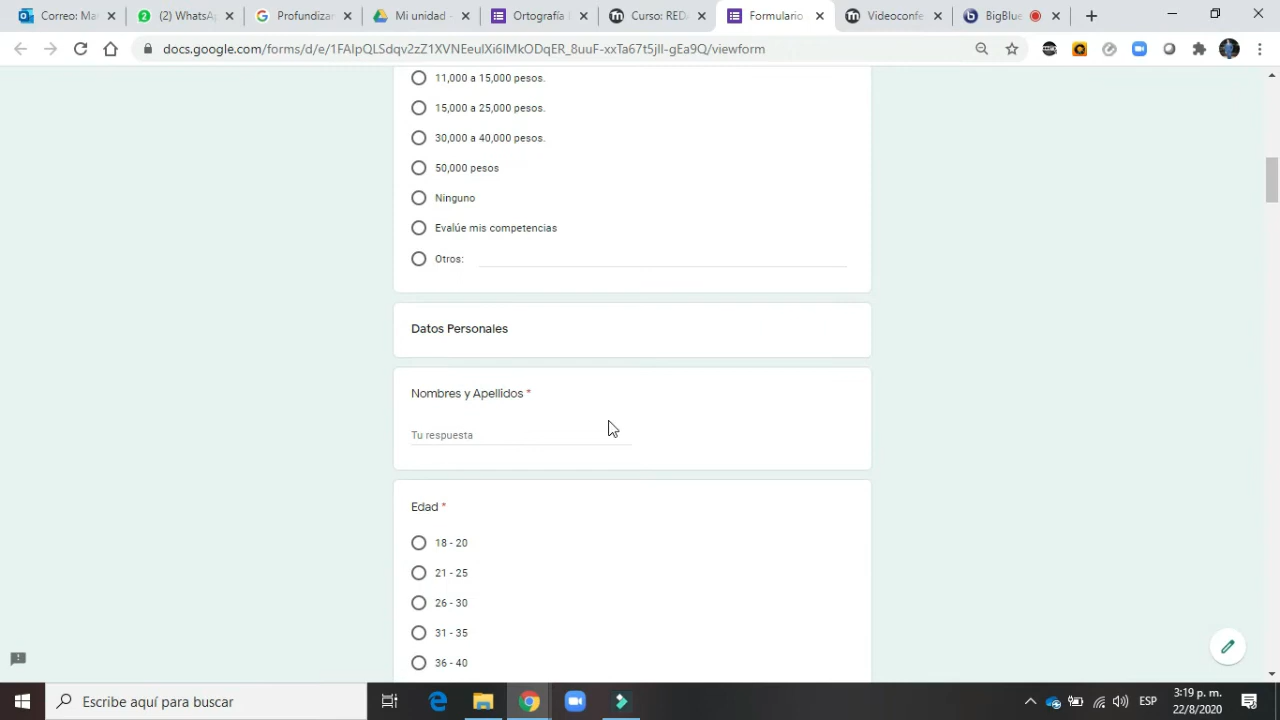 Correo: Ma
(2) WhatsAp
Profundizar
Mi unidad -
Ortografía
Curso: RED
Formulario
Videoconfe
BigBlue
docs.google.com/forms/d/e/1FAIpQLSdqv2zZ1XVNEeulXi6IMkODqER_8uuF-xxTa67t5jlI-gEa9Q/viewform
11,000 a 15,000 pesos.
15,000 a 25,000 pesos.
30,000 a 40,000 pesos.
50,000 pesos
Ninguno
Evalúe mis competencias
Otros:
Datos Personales
Nombres y Apellidos *
Tu respuesta
Edad *
18 - 20
21 - 25
26 - 30
31 - 35
36 - 40
Escribe aquí para buscar
ESP
3:19 p. m.
22/8/2020